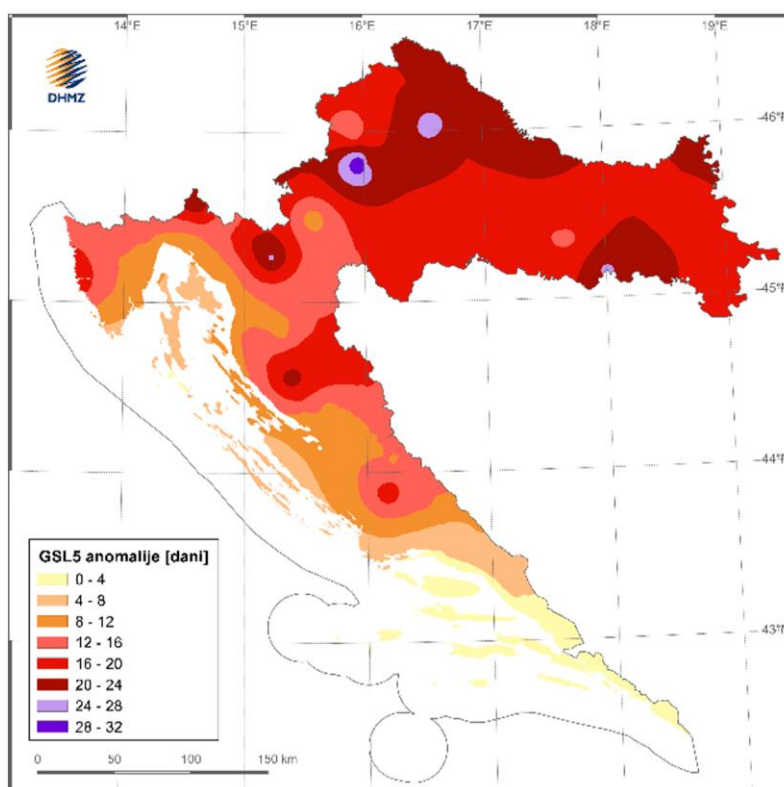 14°E 15°E 16°E 17°E 18°E 19°E
DHMZ
46°N
45°N
44°N
43°N
GSL5 anomalije [dani]
0 - 4
4 - 8
8 - 12
12 - 16
16 - 20
20 - 24
24 - 28
28 - 32
0 50 100 150 km